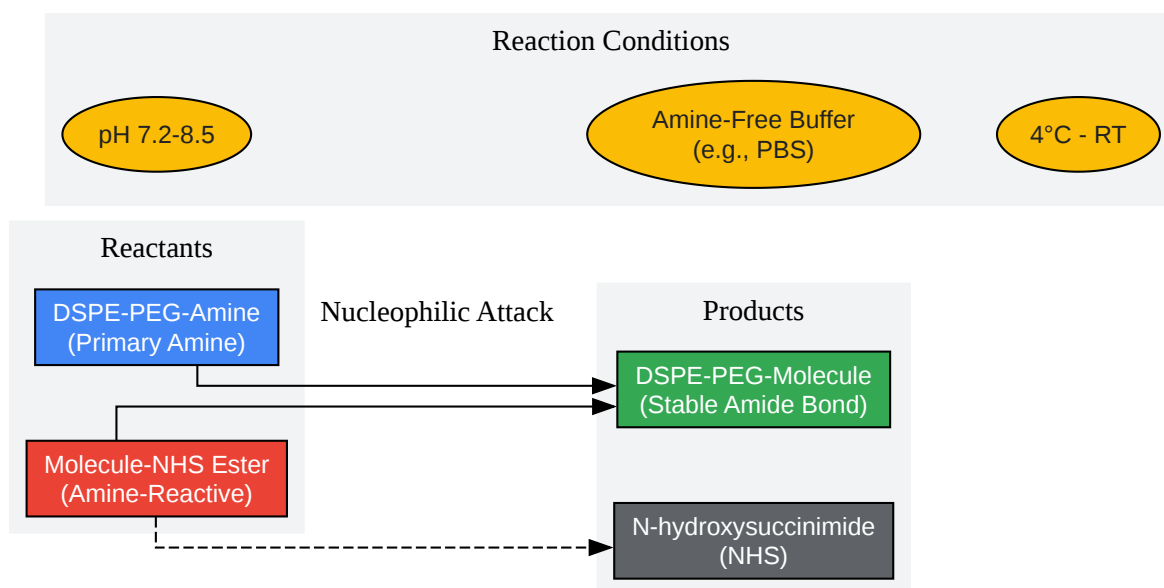 Reaction Conditions
pH 7.2-8.5
Amine-Free Buffer
(e.g., PBS)
4°C - RT
Reactants
DSPE-PEG-Amine
(Primary Amine)
Nucleophilic Attack
Products
DSPE-PEG-Molecule
(Stable Amide Bond)
Molecule-NHS Ester
(Amine-Reactive)
N-hydroxysuccinimide
(NHS)